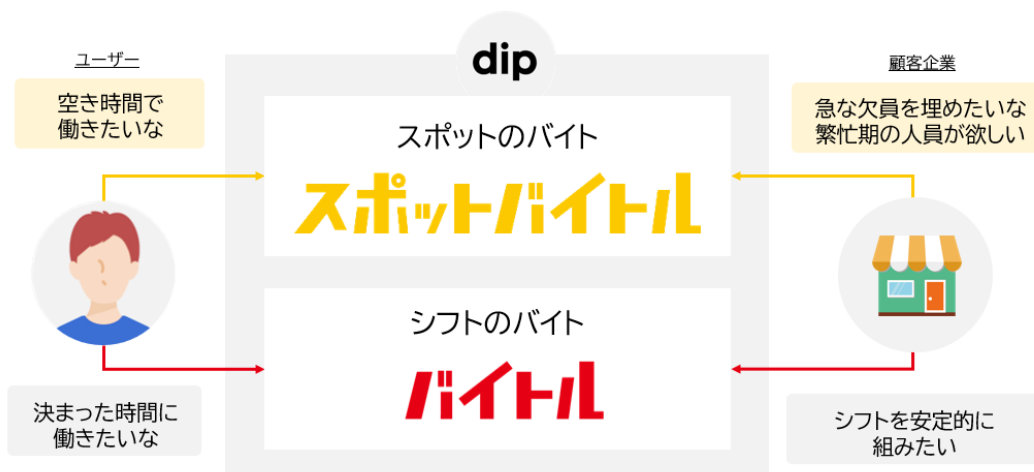 dip
ユーザー
空き時間で
働きたいな
顧客企業
急な欠員を埋めたいな
繁忙期の人員が欲しい
スポットのバイト
スポットバイトル
シフトのバイト
バイトル
決まった時間に
働きたいな
シフトを安定的に
組みたい